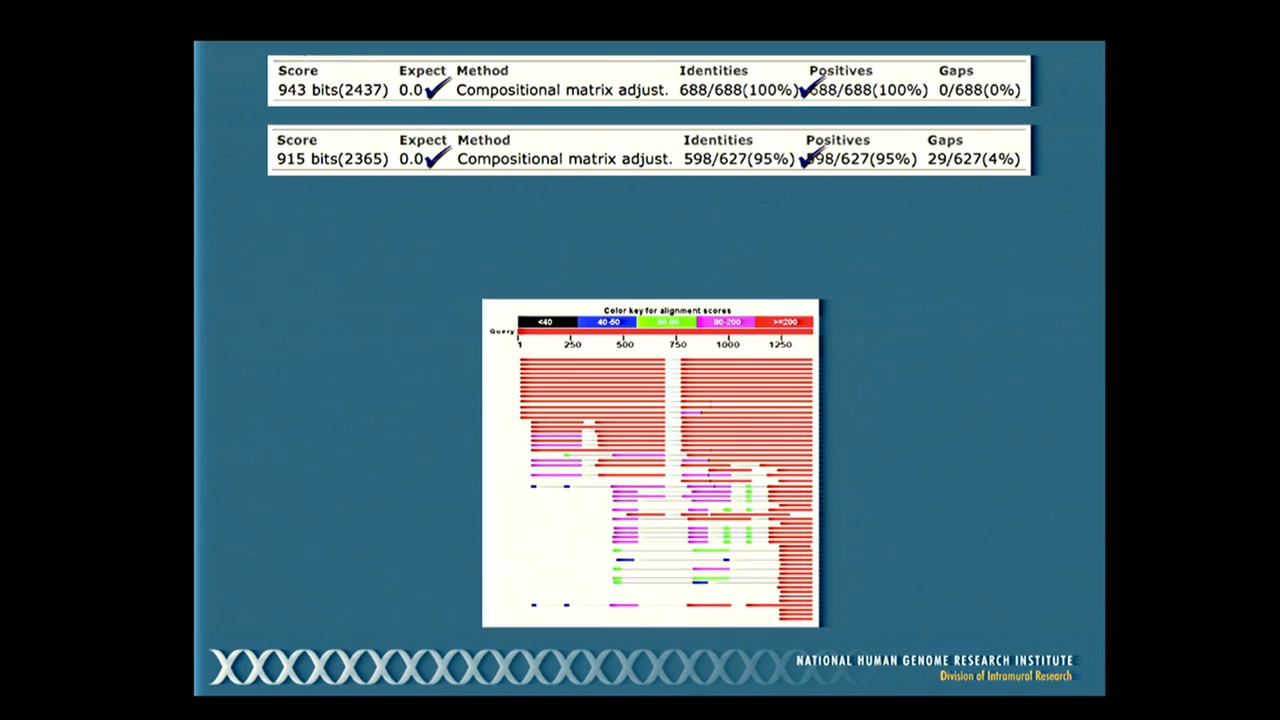 Score Expect Method Identities Positives Gaps
943 bits(2437) 0.0 Compositional matrix adjust. 688/688(100%) 688/688(100%) 0/688(0%)
Score Expect Method Identities Positives Gaps
915 bits(2365) 0.0 Compositional matrix adjust. 598/627(95%) 598/627(95%) 29/627(4%)
Color key for alignment scores
<40 40-50 50-80 80-200 >=200
Query
1 250 500 750 1000 1250
NATIONAL HUMAN GENOME RESEARCH INSTITUTE
Division of Intramural Research